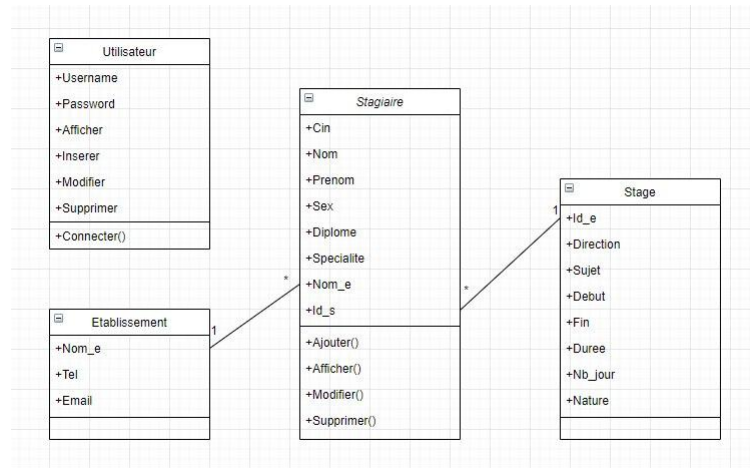 Utilisateur
+Username
+Password
+Afficher
+Inserer
+Modifier
+Supprimer
+Connecter()
Etablissement
+Nom_e
+Tel
+Email
1
*
Stagiaire
+Cin
+Nom
+Prenom
+Sex
+Diplome
+Specialite
+Nom_e
+Id_s
+Ajouter()
+Afficher()
+Modifier()
+Supprimer()
*
1
Stage
+Id_e
+Direction
+Sujet
+Debut
+Fin
+Duree
+Nb_jour
+Nature